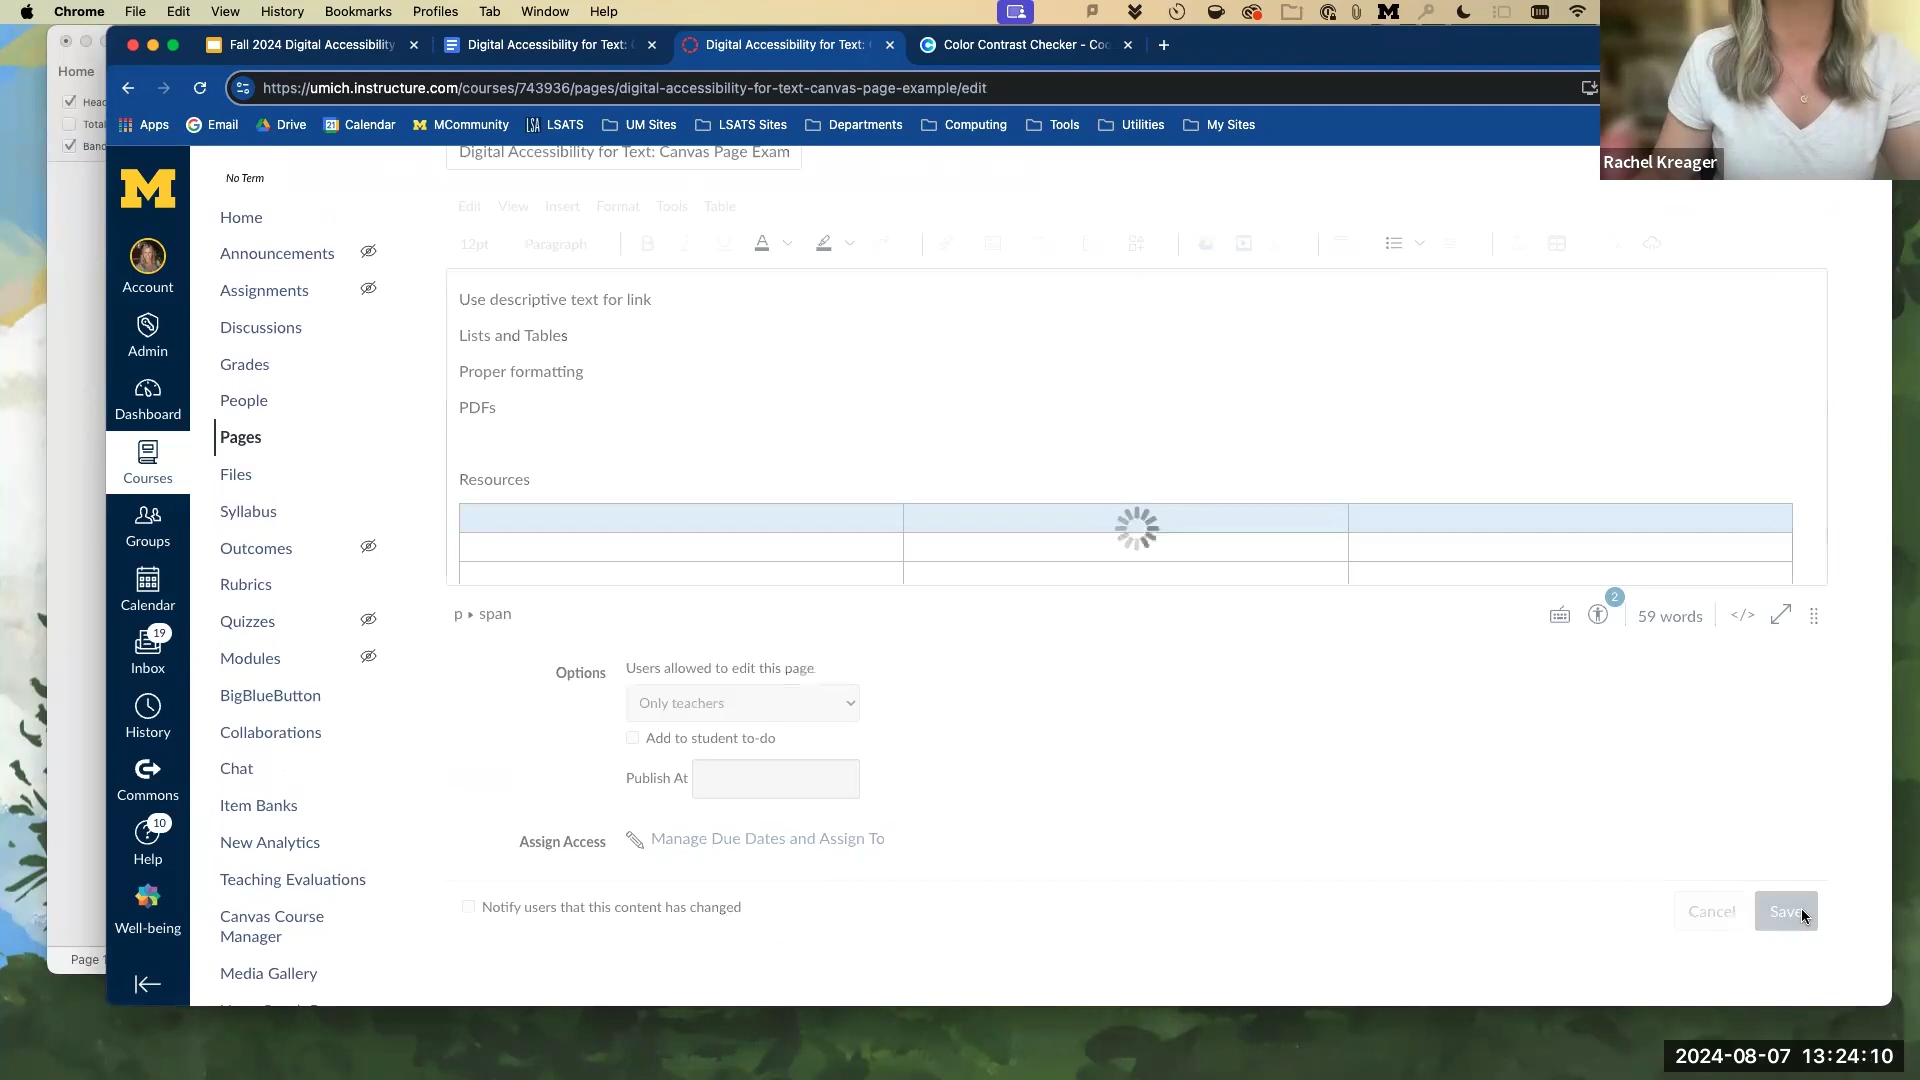 Chrome File Edit View History Bookmarks Profiles Tab Window Help
Home
Fall 2024 Digital Accessibility
Digital Accessibility for Text:
Digital Accessibility for Text:
Color Contrast Checker - Coo
https://umich.instructure.com/courses/743936/pages/digital-accessibility-for-text-canvas-page-example/edit
Apps Email Drive Calendar MCommunity LSATS UM Sites LSATS Sites Departments Computing Tools Utilities My Sites
Head
Total
Band
Page 1
Rachel Kreager
Account
Admin
Dashboard
Courses
Groups
Calendar
19
Inbox
History
Commons
10
Help
Well-being
No Term
Home
Announcements
Assignments
Discussions
Grades
People
Pages
Files
Syllabus
Outcomes
Rubrics
Quizzes
Modules
BigBlueButton
Collaborations
Chat
Item Banks
New Analytics
Teaching Evaluations
Canvas Course
Manager
Media Gallery
Digital Accessibility for Text: Canvas Page Exam
Edit View Insert Format Tools Table
12pt Paragraph
Use descriptive text for link
Lists and Tables
Proper formatting
PDFs
Resources
p ▸ span
2
59 words
</>
Options
Users allowed to edit this page
Only teachers
Add to student to-do
Publish At
Assign Access
Manage Due Dates and Assign To
Notify users that this content has changed
Cancel
Save
2024-08-07 13:24:10